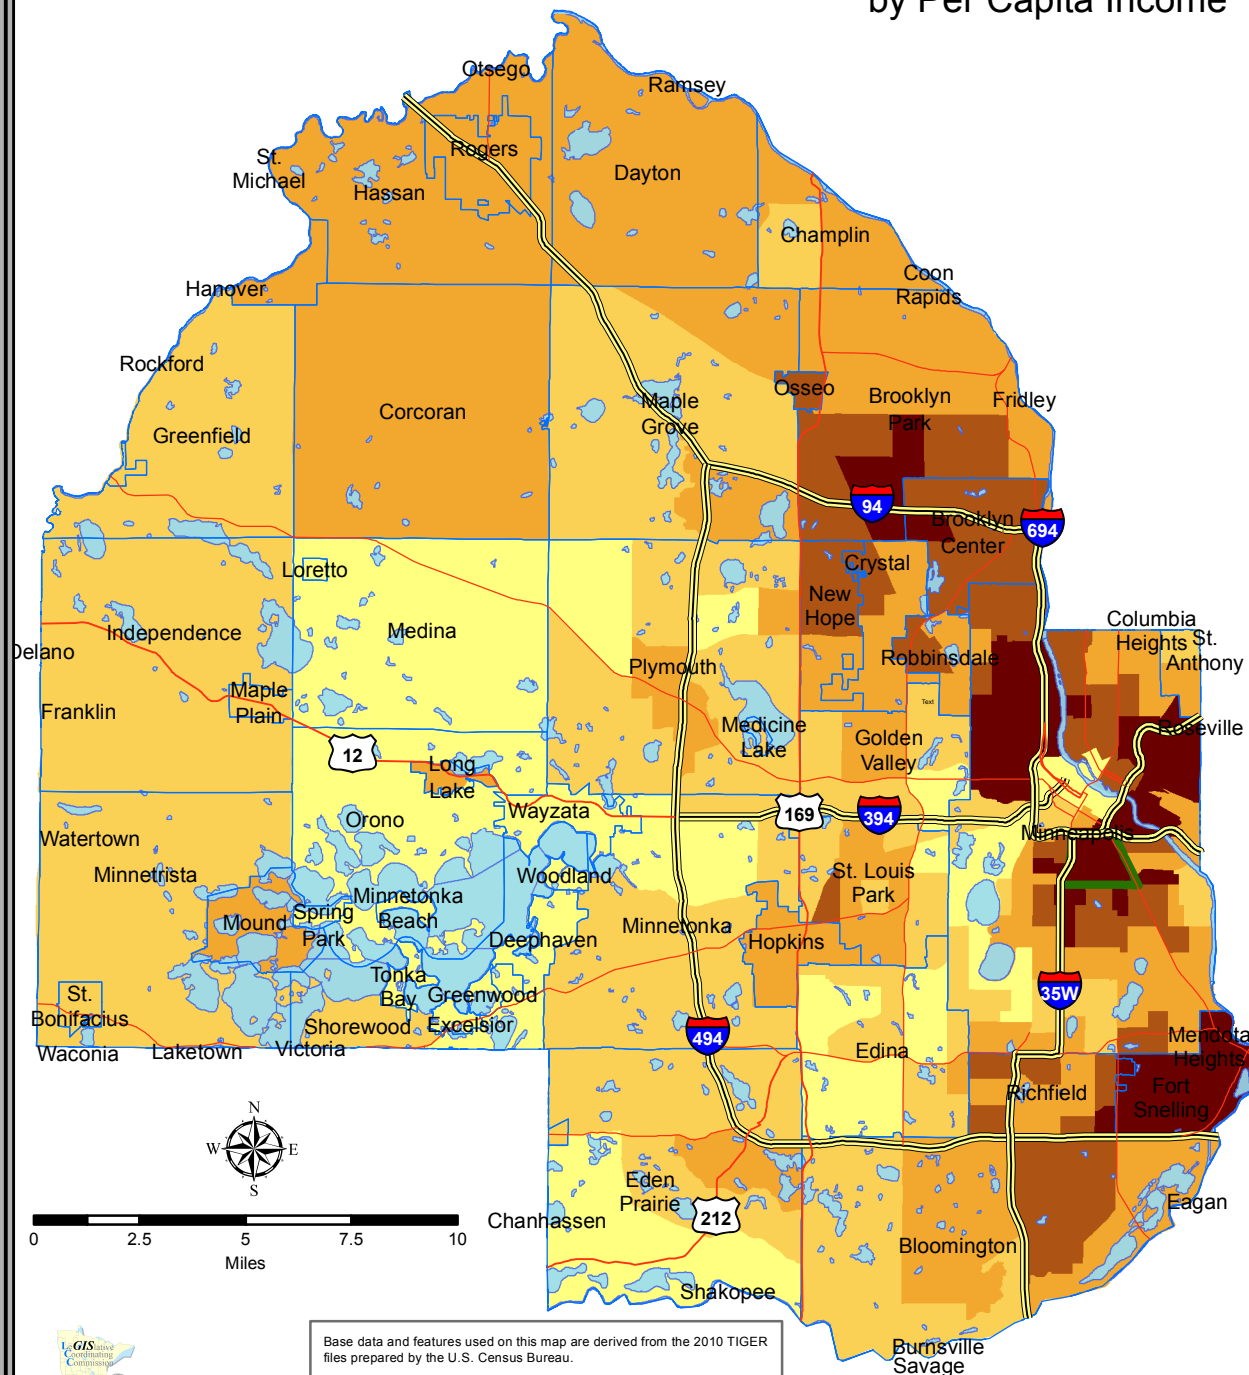 by Per Capita Income
Otsego
Ramsey
Rogers
St.
Michael
Hassan
Dayton
Champlin
Coon
Rapids
Hanover
Rockford
Greenfield
Corcoran
Maple
Grove
Osseo
Brooklyn
Park
Fridley
94
694
Brooklyn
Center
Crystal
New
Hope
Loretto
Independence
Medina
Delano
Plymouth
Robbinsdale
Columbia
Heights
St.
Anthony
Maple
Plain
Franklin
Text
Medicine
Lake
Golden
Valley
Roseville
12
Long
Lake
Wayzata
169
394
Orono
Minneapolis
Watertown
Minnetrista
Woodland
St. Louis
Park
Minnetonka
Beach
Mound
Spring
Park
Deephaven
Minnetonka
Hopkins
Tonka
Bay
Greenwood
St.
Bonifacius
Shorewood
Excelsior
35W
494
Edina
Mendota
Heights
Waconia
Laketown
Victoria
Richfield
Fort
Snelling
N
W
E
S
Eden
Prairie
212
Chanhassen
Eagan
Bloomington
0
2.5
5
7.5
10
Miles
Shakopee
Burnsville
Savage
LeGISlative
Coordinating
Commission
Base data and features used on this map are derived from the 2010 TIGER
files prepared by the U.S. Census Bureau.